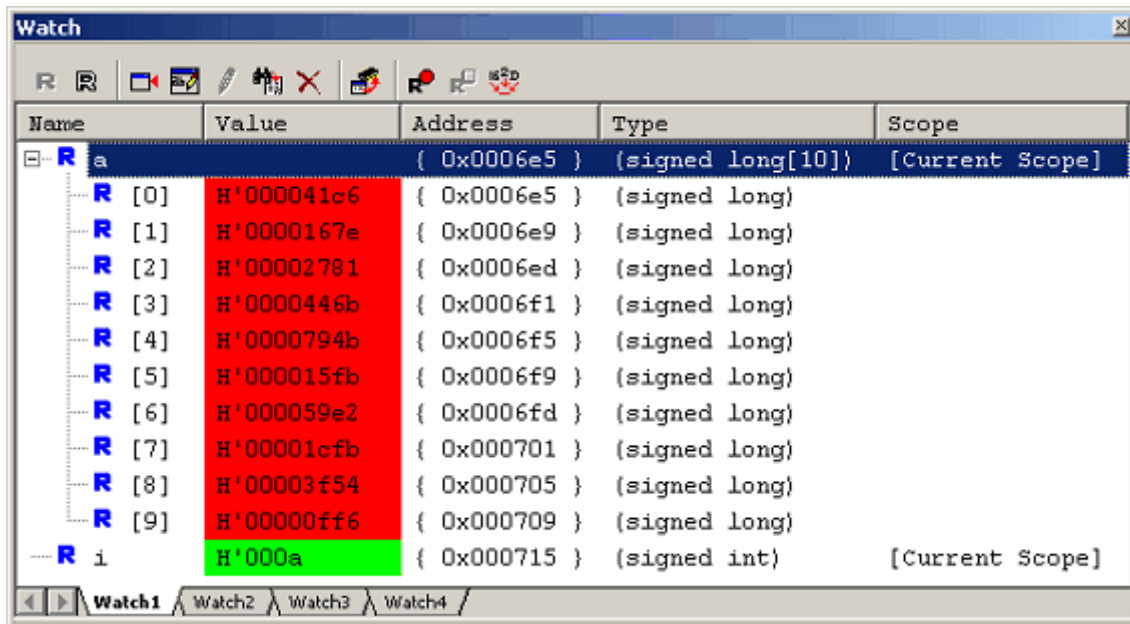 Watch
R R R R IS2D
Name Value Address Type Scope
R a { 0x0006e5 } (signed long[10]) [Current Scope]
R [0] H'000041c6 { 0x0006e5 } (signed long)
R [1] H'0000167e { 0x0006e9 } (signed long)
R [2] H'00002781 { 0x0006ed } (signed long)
R [3] H'0000446b { 0x0006f1 } (signed long)
R [4] H'0000794b { 0x0006f5 } (signed long)
R [5] H'000015fb { 0x0006f9 } (signed long)
R [6] H'000059e2 { 0x0006fd } (signed long)
R [7] H'00001cfb { 0x000701 } (signed long)
R [8] H'00003f54 { 0x000705 } (signed long)
R [9] H'00000ff6 { 0x000709 } (signed long)
R i H'000a { 0x000715 } (signed int) [Current Scope]
Watch1 Watch2 Watch3 Watch4